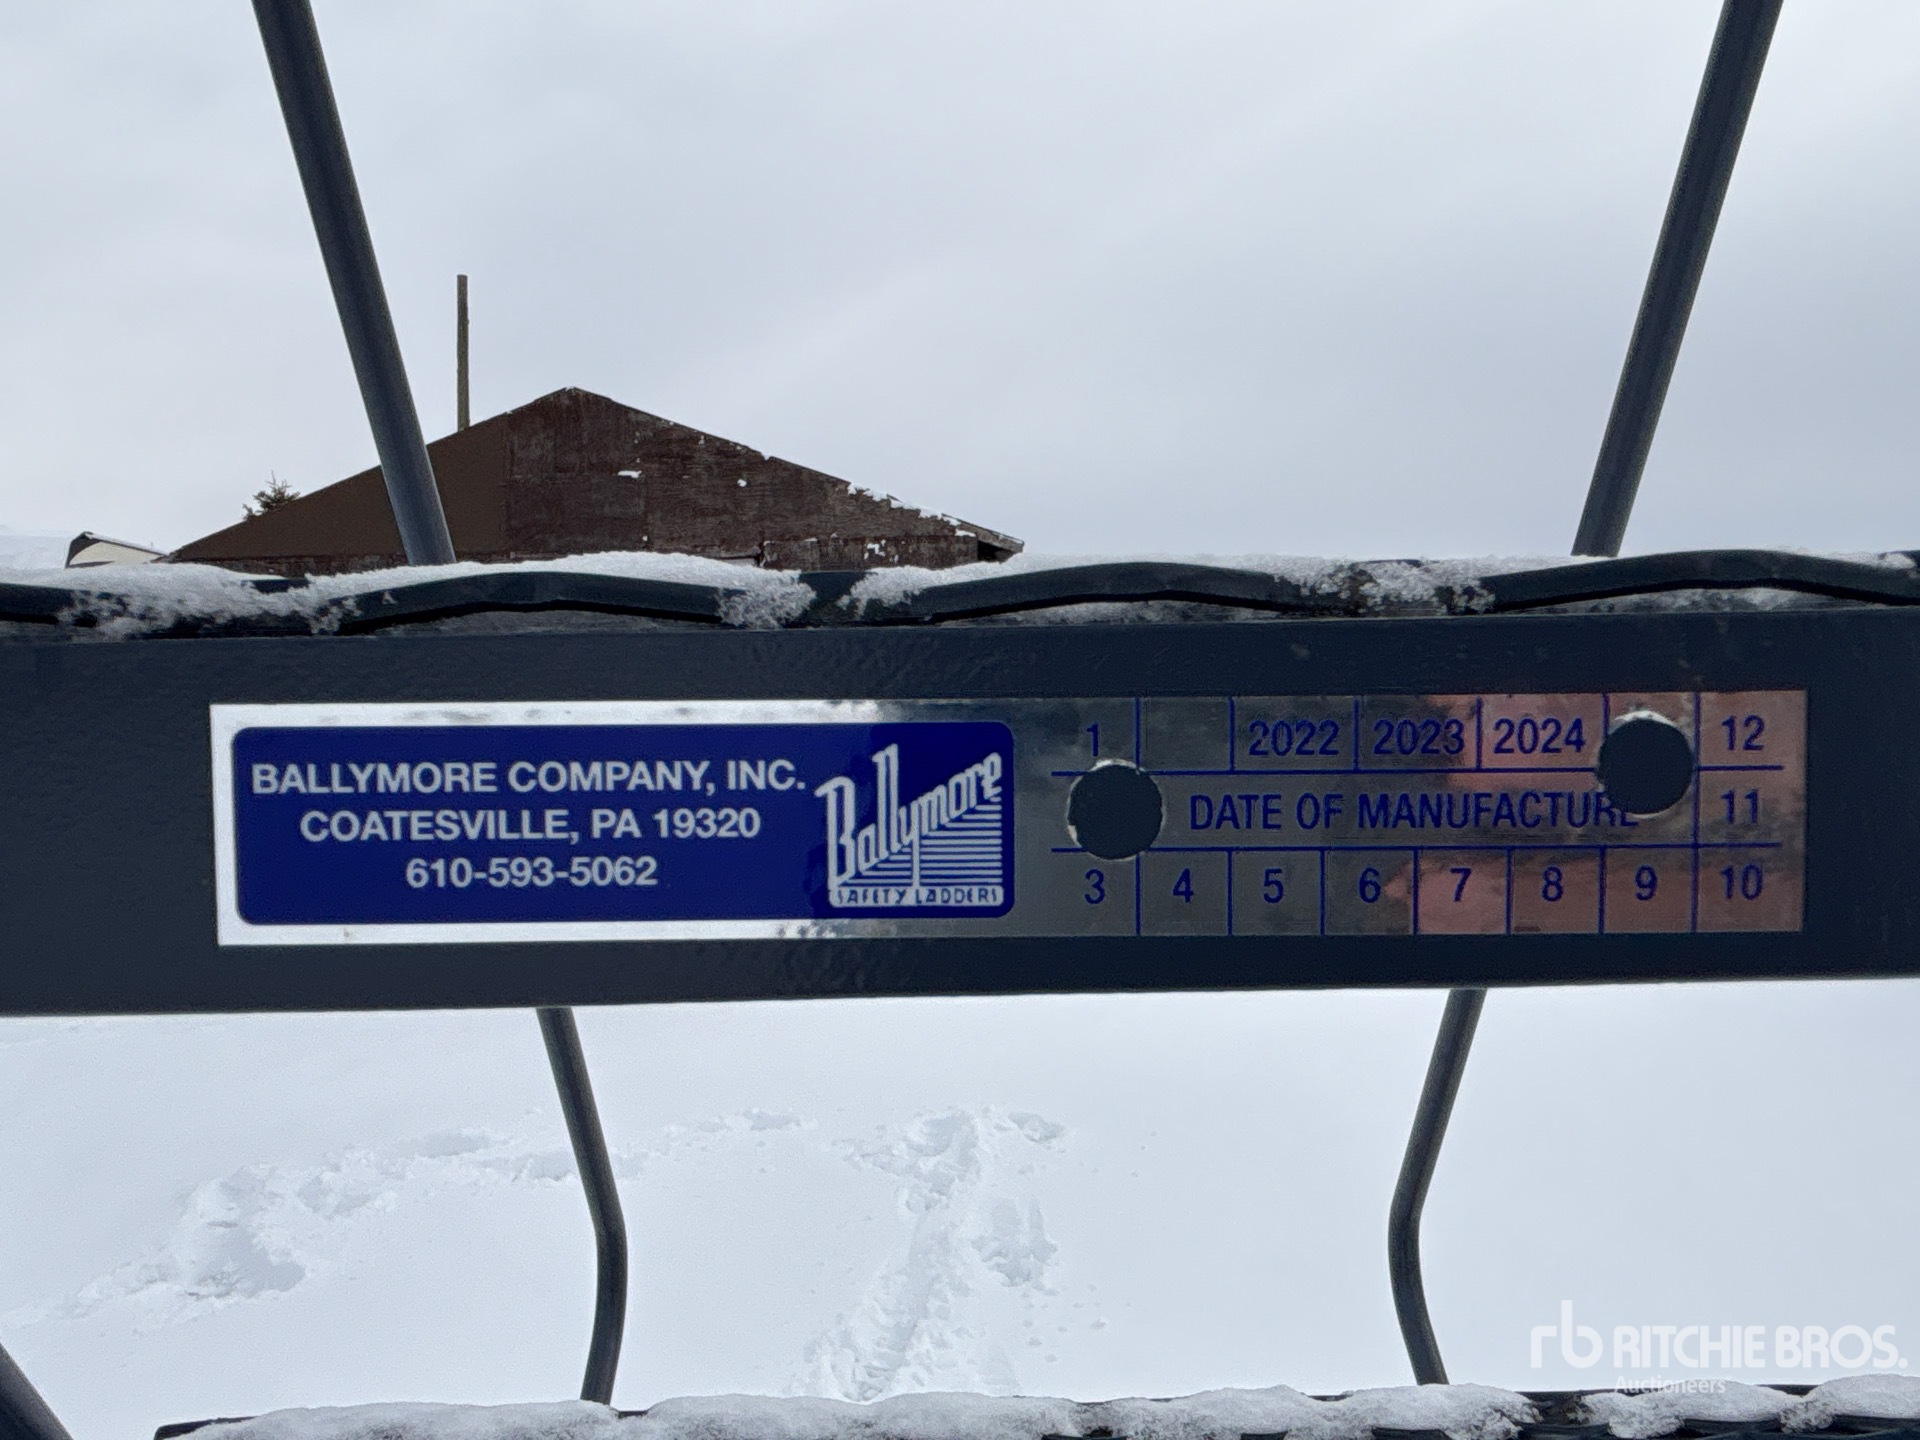 BALLYMORE COMPANY, INC.
COATESVILLE, PA 19320
610-593-5062
Ballymore
SAFETY LADDERS
1 2022 2023 2024 12
DATE OF MANUFACTURE 11
3 4 5 6 7 8 9 10
rb RITCHIE BROS.
Auctioneers